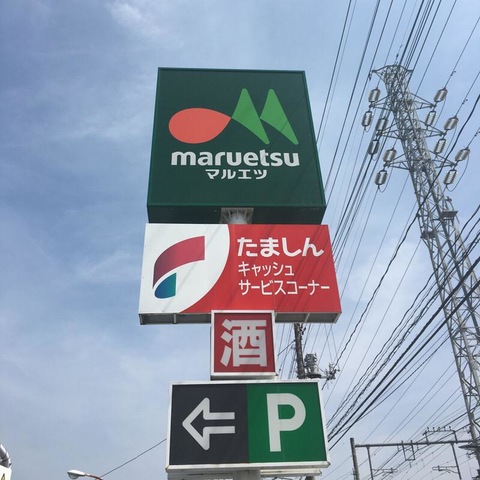 maruetsu
マルエツ
たましん
キャッシュ
サービスコーナー
酒
P